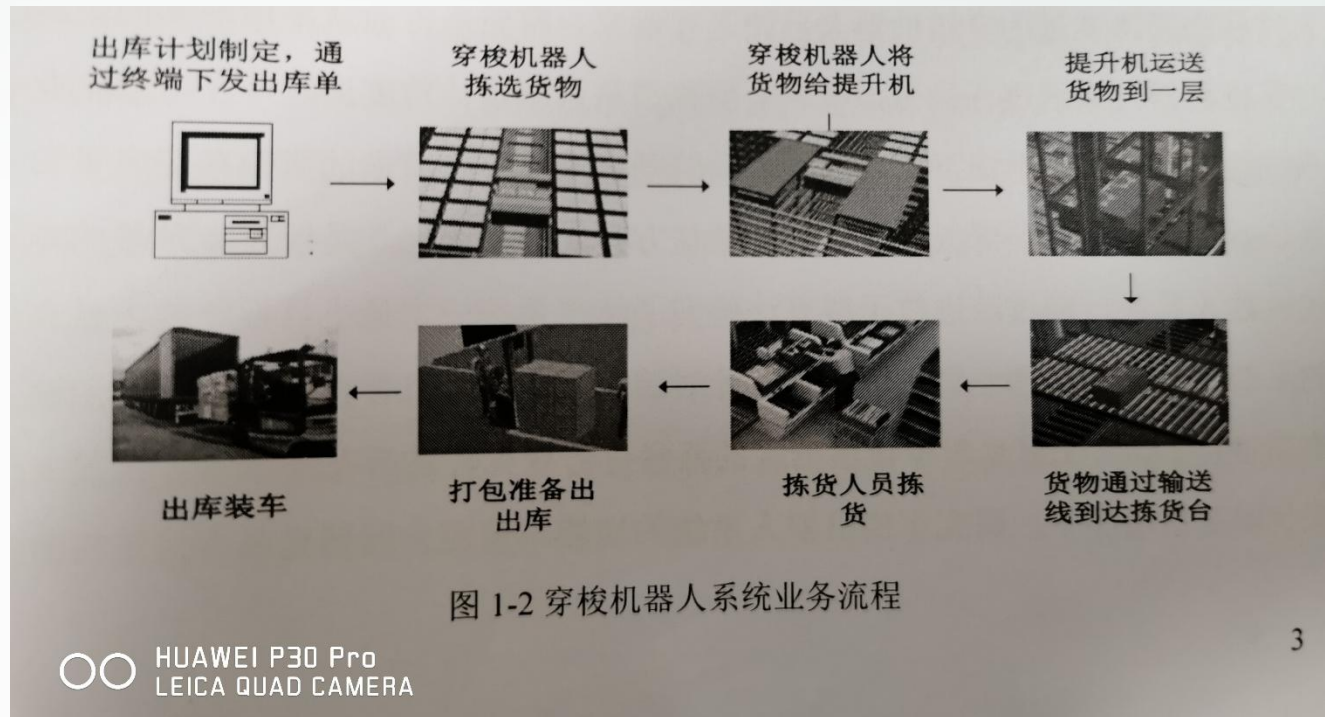 出库计划制定，通
过终端下发出库单
穿梭机器人
拣选货物
穿梭机器人将
货物给提升机
提升机运送
货物到一层
出库装车
打包准备出
出库
拣货人员拣
货
货物通过输送
线到达拣货台
图 1-2 穿梭机器人系统业务流程
3
HUAWEI P30 Pro
LEICA QUAD CAMERA